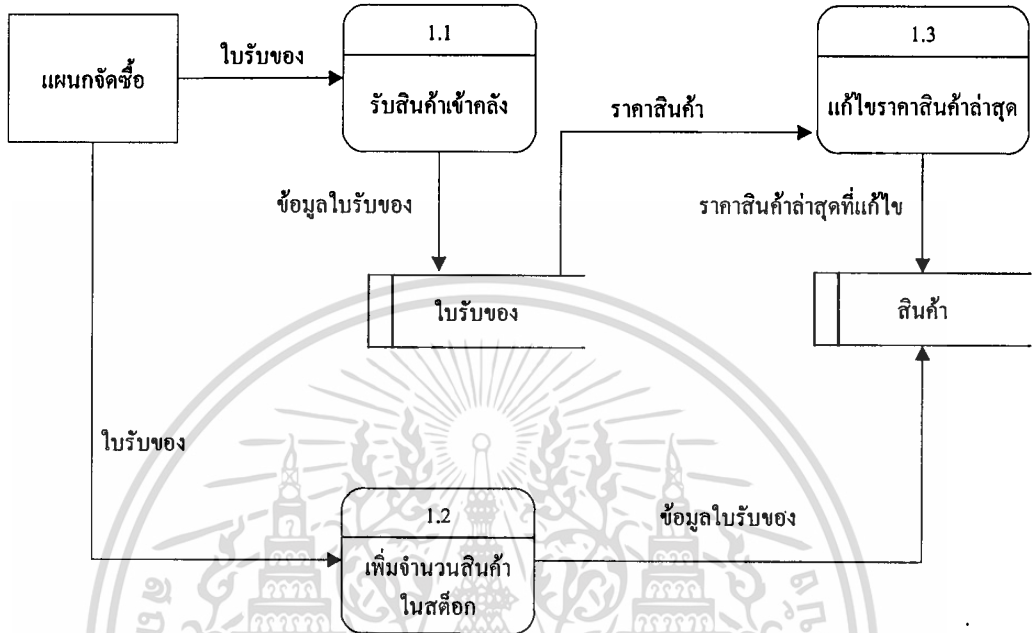 1.1
1.3
ใบรับของ
แผนกจัดซื้อ
รับสินค้าเข้าคลัง
ราคาสินค้า
แก้ไขราคาสินค้าล่าสุด
ข้อมูลใบรับของ
ราคาสินค้าล่าสุดที่แก้ไข
ใบรับของ
สินค้า
ใบรับของ
1.2
ข้อมูลใบรับของ
เพิ่มจำนวนสินค้า
ในสต็อก